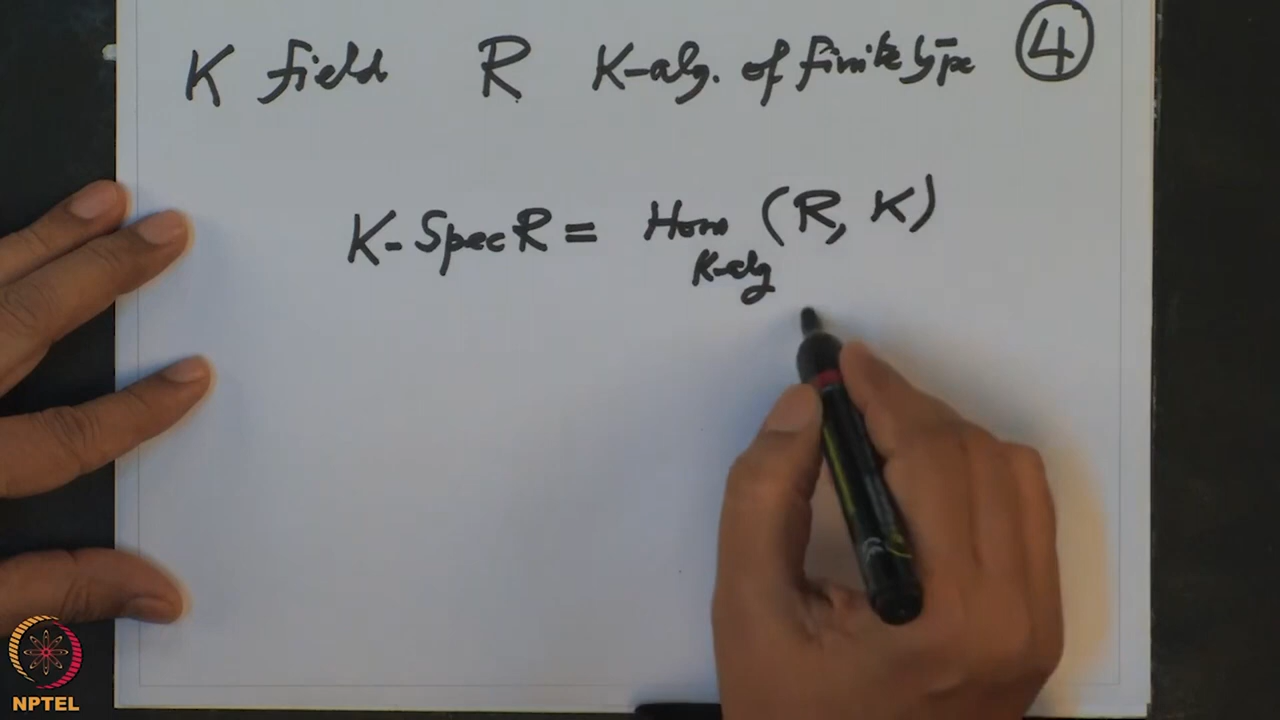 K field R K-alg. of finite type ④
K-Spec R = Hom (R, K)
K-alg
NPTEL